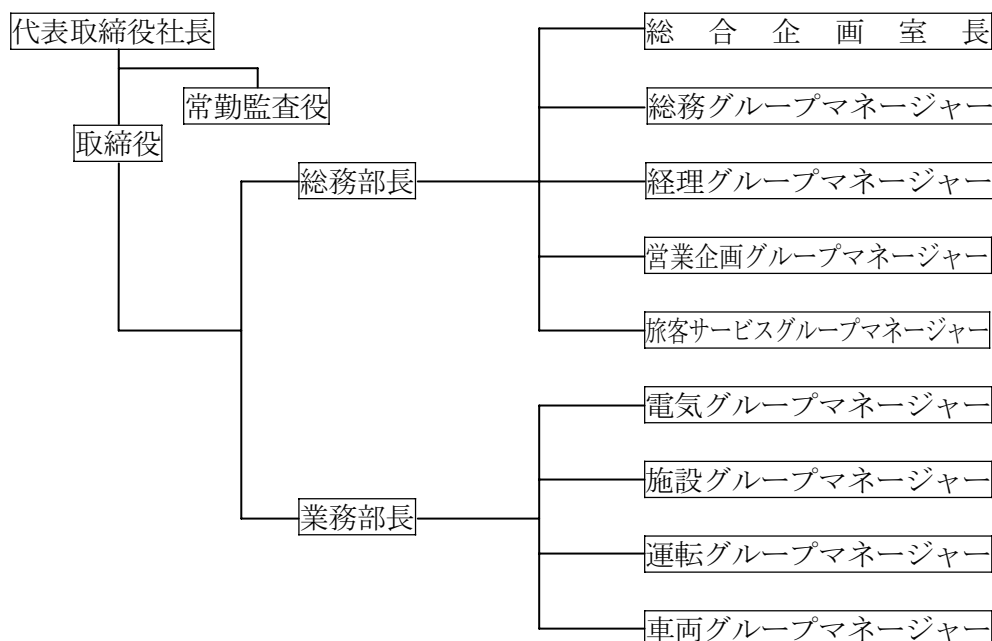 代表取締役社長
常勤監査役
取締役
総務部長
総合企画室長
総務グループマネージャー
経理グループマネージャー
営業企画グループマネージャー
旅客サービスグループマネージャー
業務部長
電気グループマネージャー
施設グループマネージャー
運転グループマネージャー
車両グループマネージャー